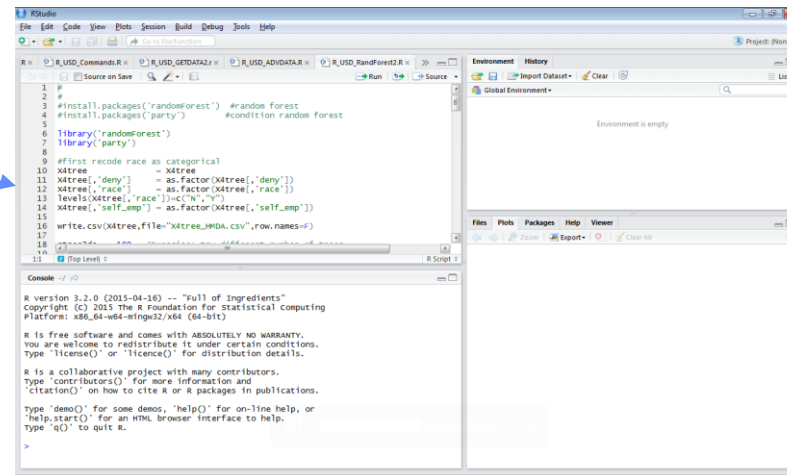 RStudio
File Edit Code View Plots Session Build Debug Tools Help
Go to file/function
Project: (Non
R × R_USD_Commands.R × R_USD_GETDATA2.r × R_USD_ADVDATA.r × R_USD_RandForest2.R ×
Source on Save Run Source
1 #
2 #
3 #install.packages('randomForest') #random forest
4 #install.packages('party') #condition random forest
5
6 library('randomForest')
7 library('party')
8
9 #first recode race as categorical
10 X4tree = X4tree
11 X4tree[,'deny'] = as.factor(X4tree[,'deny'])
12 X4tree[,'race'] = as.factor(X4tree[,'race'])
13 levels(X4tree[,'race'])=c("N","Y")
14 X4tree[,'self_emp'] = as.factor(X4tree[,'self_emp'])
15
16 write.csv(X4tree,file="X4tree_HMDA.csv",row.names=F)
17
18
1:1 (Top Level) R Script
Console ~/
R version 3.2.0 (2015-04-16) -- "Full of Ingredients"
Copyright (C) 2015 The R Foundation for Statistical Computing
Platform: x86_64-w64-mingw32/x64 (64-bit)
R is free software and comes with ABSOLUTELY NO WARRANTY.
You are welcome to redistribute it under certain conditions.
Type 'license()' or 'licence()' for distribution details.
R is a collaborative project with many contributors.
Type 'contributors()' for more information and
'citation()' on how to cite R or R packages in publications.
Type 'demo()' for some demos, 'help()' for on-line help, or
'help.start()' for an HTML browser interface to help.
Type 'q()' to quit R.
>
Environment History
Import Dataset Clear Lis
Global Environment
Environment is empty
Files Plots Packages Help Viewer
Zoom Export Clear All